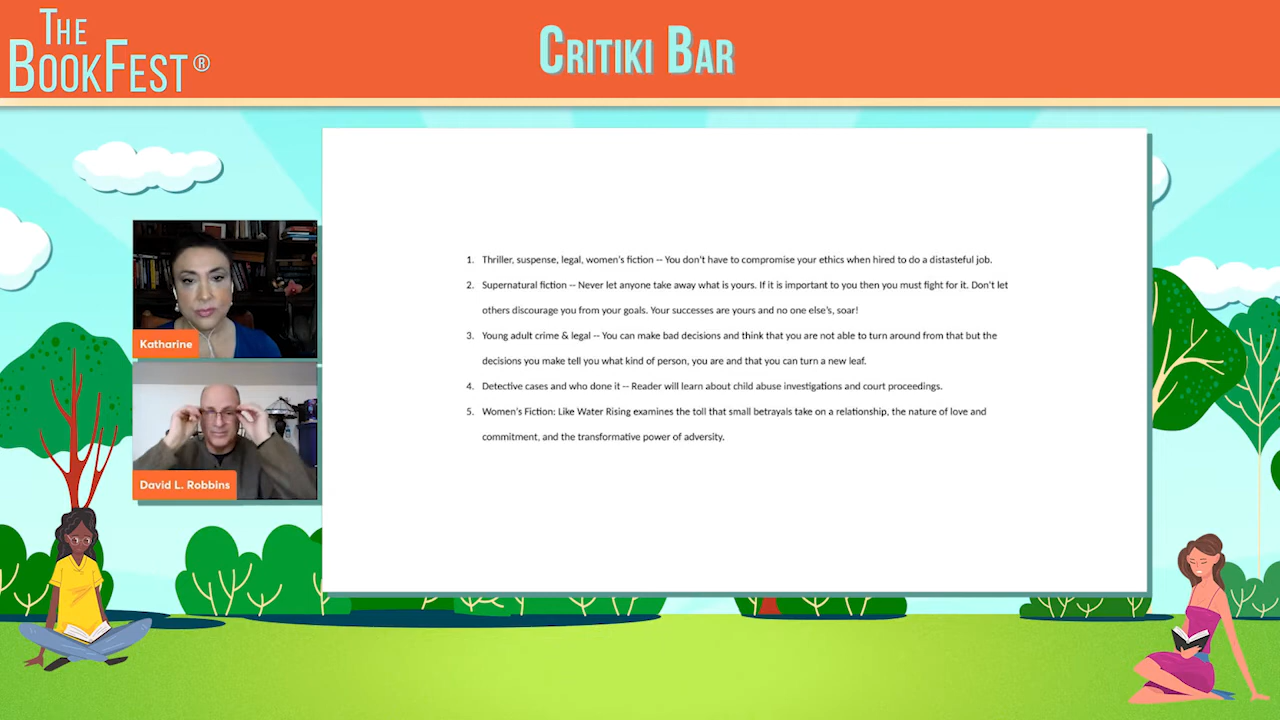 THE
BOOKFEST®
CRITIKI BAR
Katharine
David L. Robbins
1. Thriller, suspense, legal, women's fiction -- You don't have to compromise your ethics when hired to do a distasteful job.
2. Supernatural fiction -- Never let anyone take away what is yours. If it is important to you then you must fight for it. Don't let
others discourage you from your goals. Your successes are yours and no one else's, soar!
3. Young adult crime & legal -- You can make bad decisions and think that you are not able to turn around from that but the
decisions you make tell you what kind of person, you are and that you can turn a new leaf.
4. Detective cases and who done it -- Reader will learn about child abuse investigations and court proceedings.
5. Women's Fiction: Like Water Rising examines the toll that small betrayals take on a relationship, the nature of love and
commitment, and the transformative power of adversity.